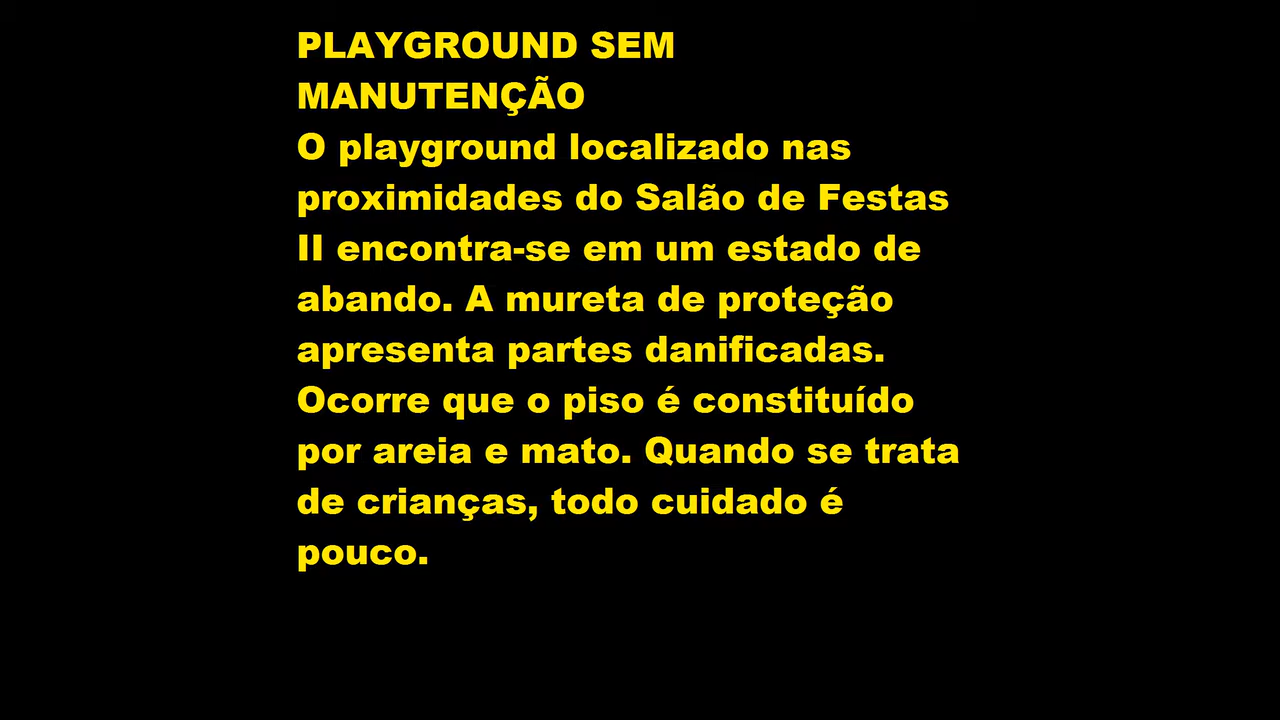 PLAYGROUND SEM
MANUTENÇÃO
O playground localizado nas
proximidades do Salão de Festas
II encontra-se em um estado de
abando. A mureta de proteção
apresenta partes danificadas.
Ocorre que o piso é constituído
por areia e mato. Quando se trata
de crianças, todo cuidado é
pouco.